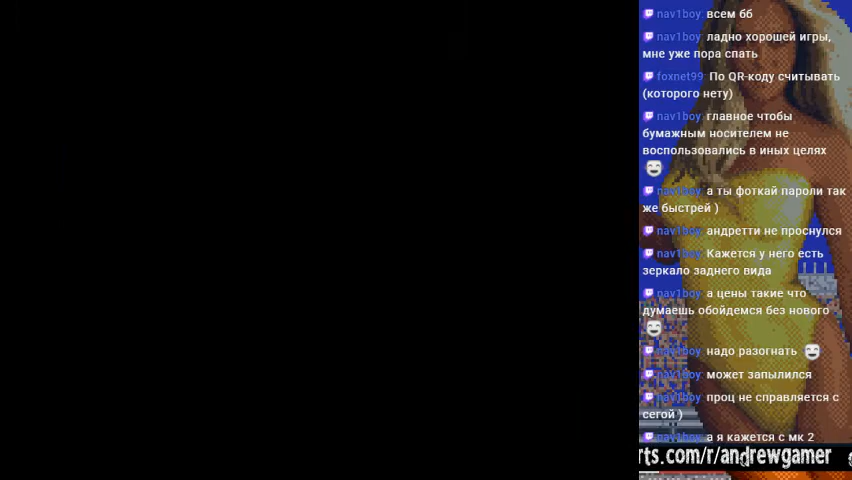 nav1boy: всем бб
nav1boy: ладно хорошей игры,
мне уже пора спать
foxnet99: По QR-коду считывать
(которого нету)
nav1boy: главное чтобы
бумажным носителем не
воспользовались в иных целях
nav1boy: а ты фоткай пароли так
же быстрей )
nav1boy: андретти не проснулся
nav1boy: Кажется у него есть
зеркало заднего вида
nav1boy: а цены такие что
думаешь обойдемся без нового
nav1boy: надо разогнать
nav1boy: может запылился
nav1boy: проц не справляется с
сегой )
nav1boy: а я кажется с мк 2
rts.com/r/andrewgamer